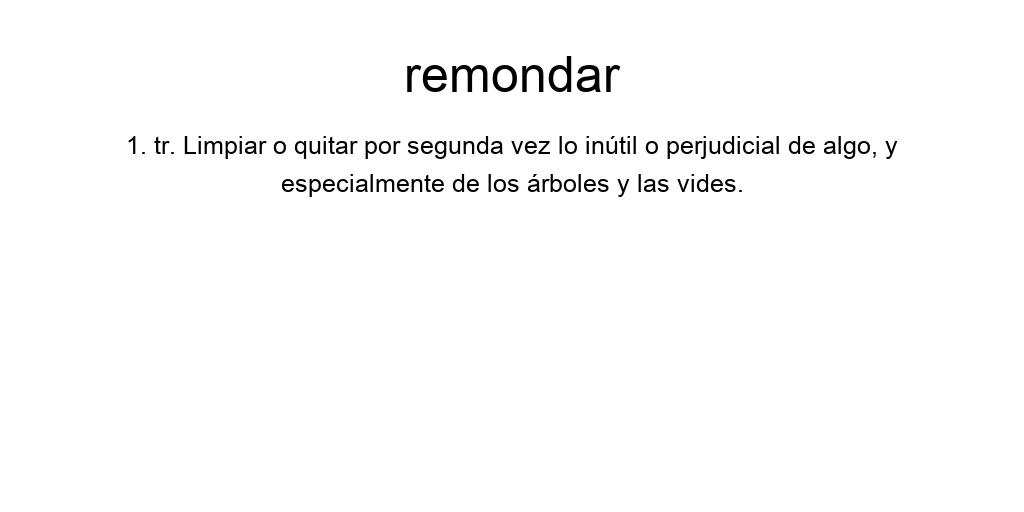 remondar
1. tr. Limpiar o quitar por segunda vez lo inútil o perjudicial de algo, y
especialmente de los árboles y las vides.